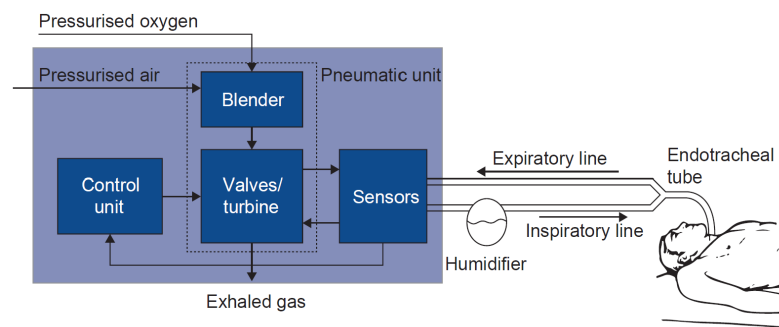 Pressurised oxygen
Pressurised air
Pneumatic unit
Blender
Control
unit
Valves/
turbine
Sensors
Expiratory line
Endotracheal
tube
Inspiratory line
Humidifier
Exhaled gas